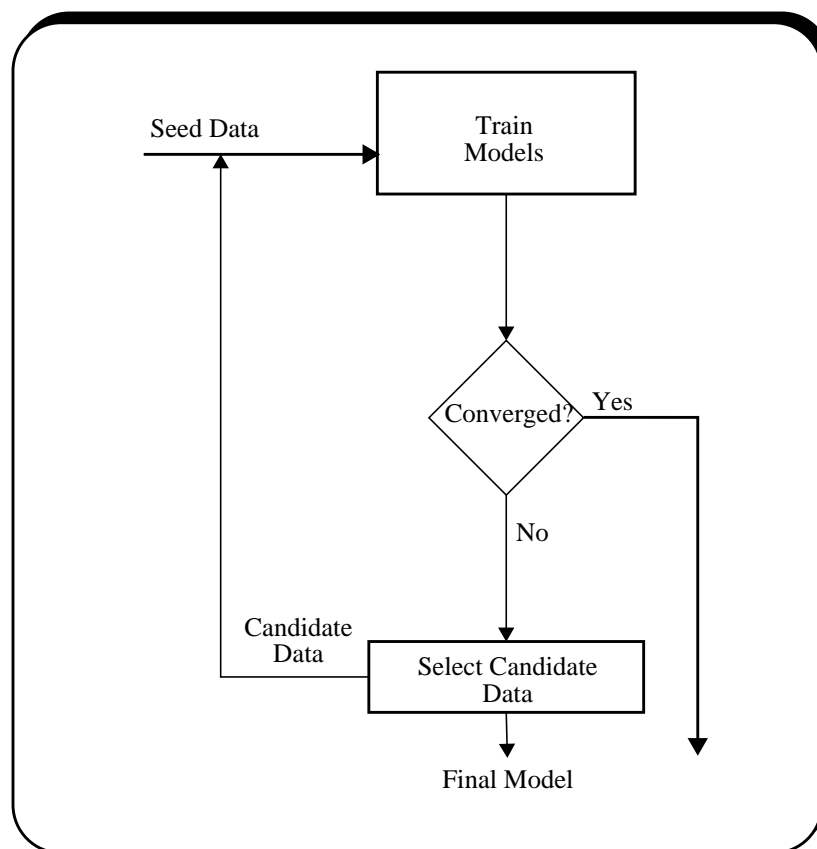 Seed Data
Train
Models
Converged?
Yes
No
Candidate
Data
Select Candidate
Data
Final Model